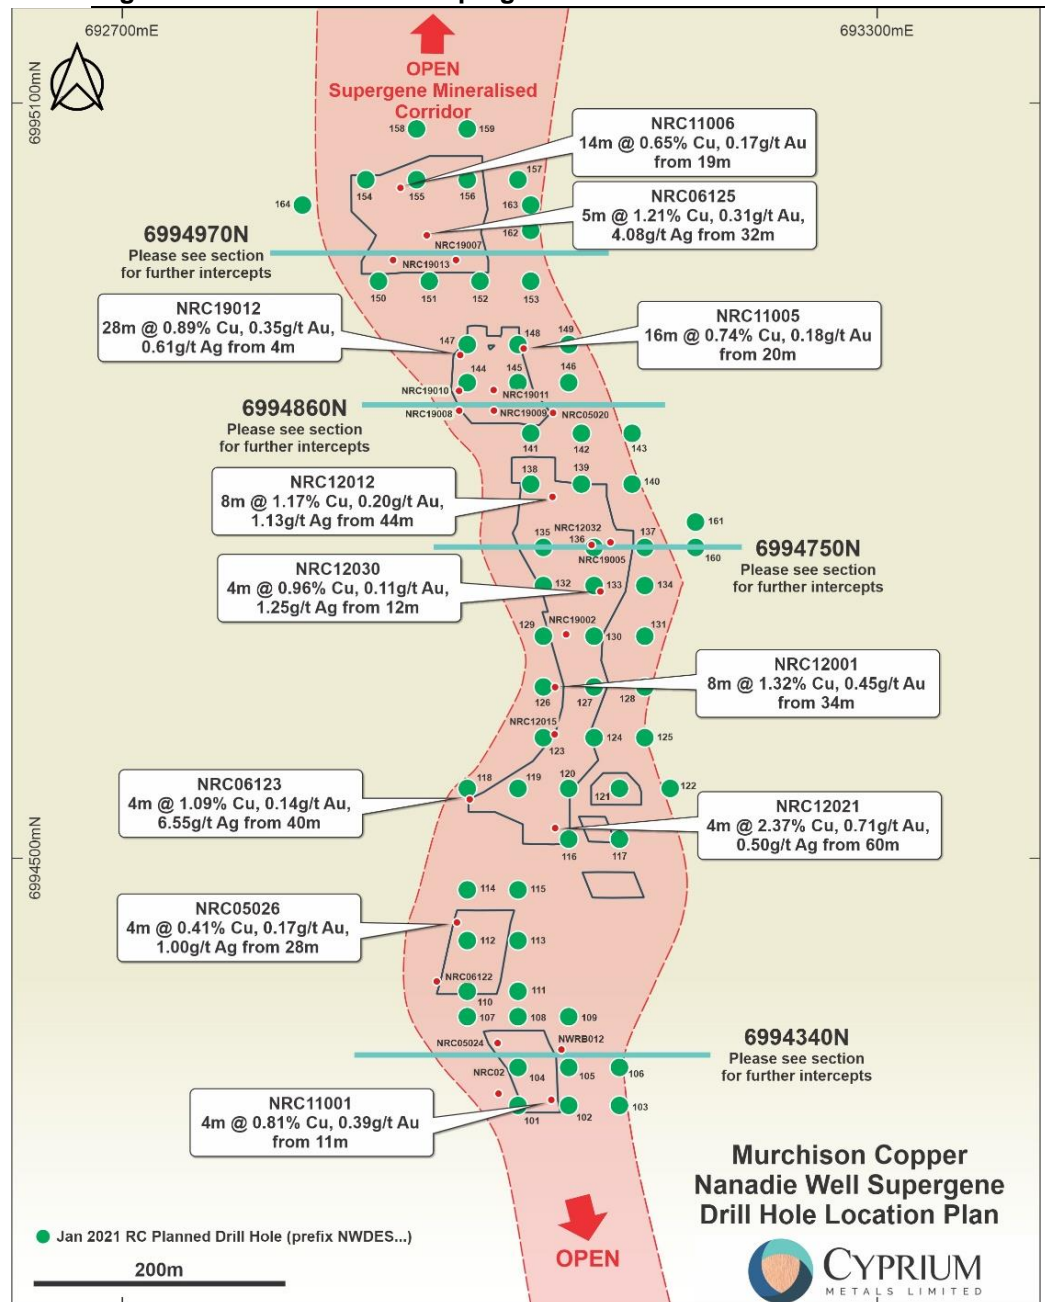 692700mE
693300mE
6995100mN
OPEN
Supergene Mineralised
Corridor
158
159
NRC11006
14m @ 0.65% Cu, 0.17g/t Au
from 19m
157
154
155
156
164
163
162
NRC06125
5m @ 1.21% Cu, 0.31g/t Au,
4.08g/t Ag from 32m
6994970N
Please see section
for further intercepts
NRC19007
NRC19013
150
151
152
153
NRC19012
28m @ 0.89% Cu, 0.35g/t Au,
0.61g/t Ag from 4m
147
148
149
NRC11005
16m @ 0.74% Cu, 0.18g/t Au
from 20m
144
145
146
NRC19010
NRC19011
6994860N
Please see section
for further intercepts
NRC19008
NRC19009
NRC05020
141
142
143
138
139
140
NRC12012
8m @ 1.17% Cu, 0.20g/t Au,
1.13g/t Ag from 44m
161
135
NRC12032
136
137
160
NRC19005
6994750N
Please see section
for further intercepts
NRC12030
4m @ 0.96% Cu, 0.11g/t Au,
1.25g/t Ag from 12m
132
133
134
129
NRC19002
130
131
NRC12001
8m @ 1.32% Cu, 0.45g/t Au
from 34m
126
127
128
NRC12015
123
124
125
118
119
120
121
122
NRC06123
4m @ 1.09% Cu, 0.14g/t Au,
6.55g/t Ag from 40m
NRC12021
4m @ 2.37% Cu, 0.71g/t Au,
0.50g/t Ag from 60m
116
117
6994500mN
114
115
NRC05026
4m @ 0.41% Cu, 0.17g/t Au,
1.00g/t Ag from 28m
112
113
NRC06122
110
111
107
108
109
NRC05024
NWRB012
6994340N
Please see section
for further intercepts
NRC02
104
105
106
NRC11001
4m @ 0.81% Cu, 0.39g/t Au
from 11m
101
102
103
Murchison Copper
Nanadie Well Supergene
Drill Hole Location Plan
OPEN
Jan 2021 RC Planned Drill Hole (prefix NWDES...)
200m
CYPRIUM
METALS LIMITED